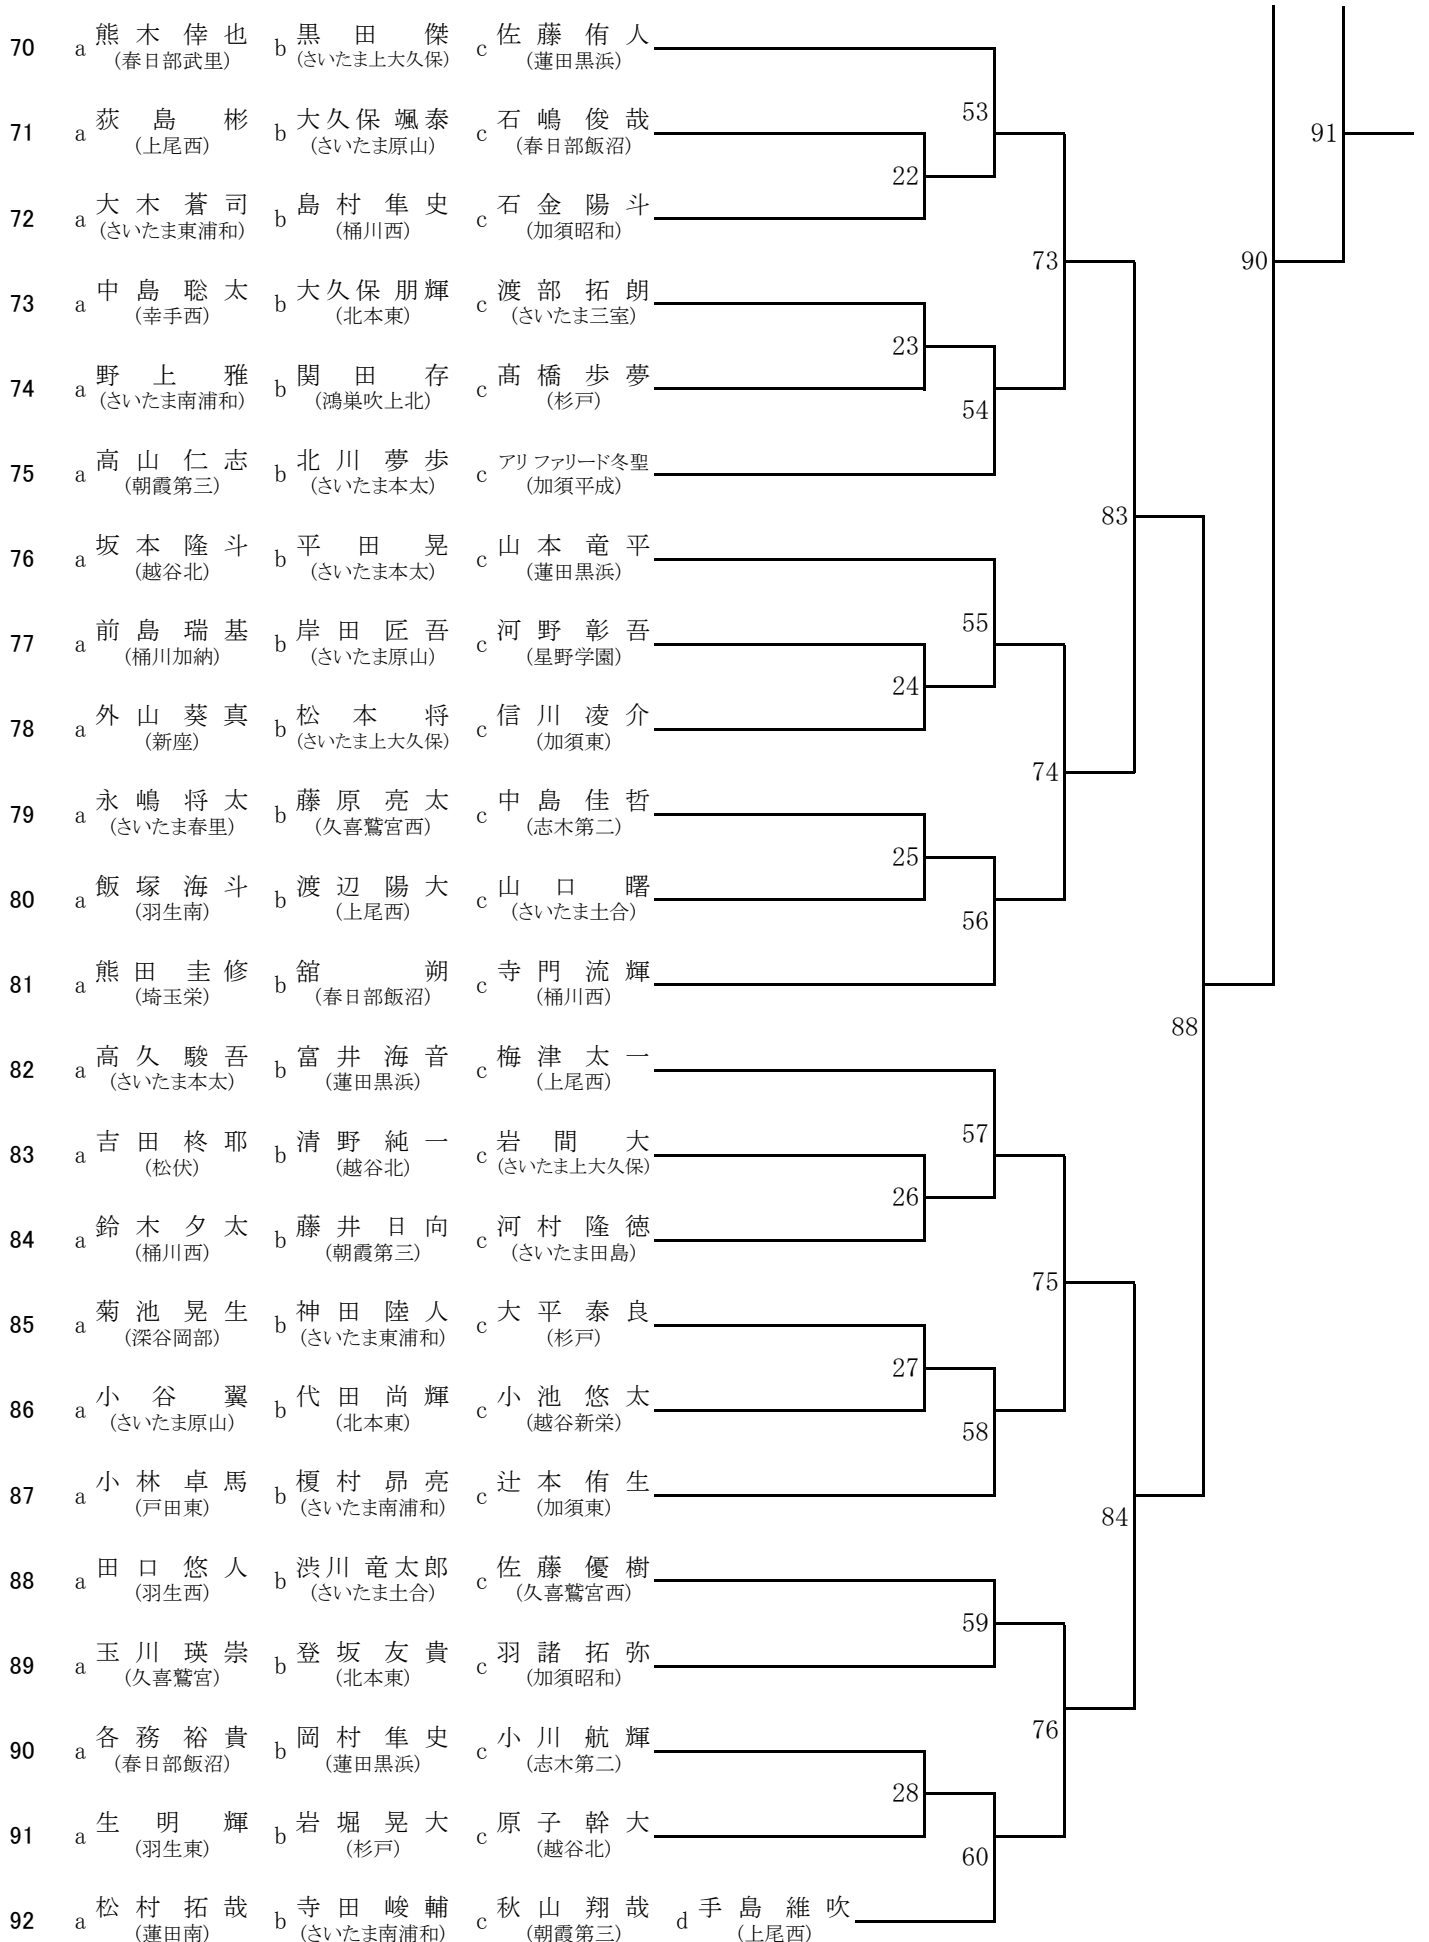 70 a 熊木倖也 b 黒田傑 c 佐藤侑人
(春日部武里) (さいたま上大久保) (蓮田黒浜)
53
71 a 荻島彬 b 大久保颯泰 c 石嶋俊哉 91
(上尾西) (さいたま原山) (春日部飯沼)
22
72 a 大木蒼司 b 島村隼史 c 石金陽斗
(さいたま東浦和) (桶川西) (加須昭和)
73 90
73 a 中島聡太 b 大久保朋輝 c 渡部拓朗
(幸手西) (北本東) (さいたま三室)
23
74 a 野上雅 b 関田存 c 髙橋歩夢
(さいたま南浦和) (鴻巣吹上北) (杉戸)
54
75 a 高山仁志 b 北川夢歩 c アリファリード冬聖
(朝霞第三) (さいたま本太) (加須平成)
83
76 a 坂本隆斗 b 平田晃 c 山本竜平
(越谷北) (さいたま本太) (蓮田黒浜)
55
77 a 前島瑞基 b 岸田匠吾 c 河野彰吾
(桶川加納) (さいたま原山) (星野学園)
24
78 a 外山葵真 b 松本将 c 信川凌介
(新座) (さいたま上大久保) (加須東)
74
79 a 永嶋将太 b 藤原亮太 c 中島佳哲
(さいたま春里) (久喜鷲宮西) (志木第二)
25
80 a 飯塚海斗 b 渡辺陽大 c 山口曙
(羽生南) (上尾西) (さいたま土合)
56
81 a 熊田圭修 b 舘朔 c 寺門流輝
(埼玉栄) (春日部飯沼) (桶川西)
88
82 a 高久駿吾 b 富井海音 c 梅津太一
(さいたま本太) (蓮田黒浜) (上尾西)
57
83 a 吉田柊耶 b 清野純一 c 岩間大
(松伏) (越谷北) (さいたま上大久保)
26
84 a 鈴木夕太 b 藤井日向 c 河村隆徳
(桶川西) (朝霞第三) (さいたま田島)
75
85 a 菊池晃生 b 神田陸人 c 大平泰良
(深谷岡部) (さいたま東浦和) (杉戸)
27
86 a 小谷翼 b 代田尚輝 c 小池悠太
(さいたま原山) (北本東) (越谷新栄)
58
87 a 小林卓馬 b 榎村昴亮 c 辻本侑生
(戸田東) (さいたま南浦和) (加須東)
84
88 a 田口悠人 b 渋川竜太郎 c 佐藤優樹
(羽生西) (さいたま土合) (久喜鷲宮西)
59
89 a 玉川瑛崇 b 登坂友貴 c 羽諸拓弥
(久喜鷲宮) (北本東) (加須昭和)
76
90 a 各務裕貴 b 岡村隼史 c 小川航輝
(春日部飯沼) (蓮田黒浜) (志木第二)
28
91 a 生明輝 b 岩堀晃大 c 原子幹大
(羽生東) (杉戸) (越谷北)
60
92 a 松村拓哉 b 寺田峻輔 c 秋山翔哉 d 手島維吹
(蓮田南) (さいたま南浦和) (朝霞第三) (上尾西)